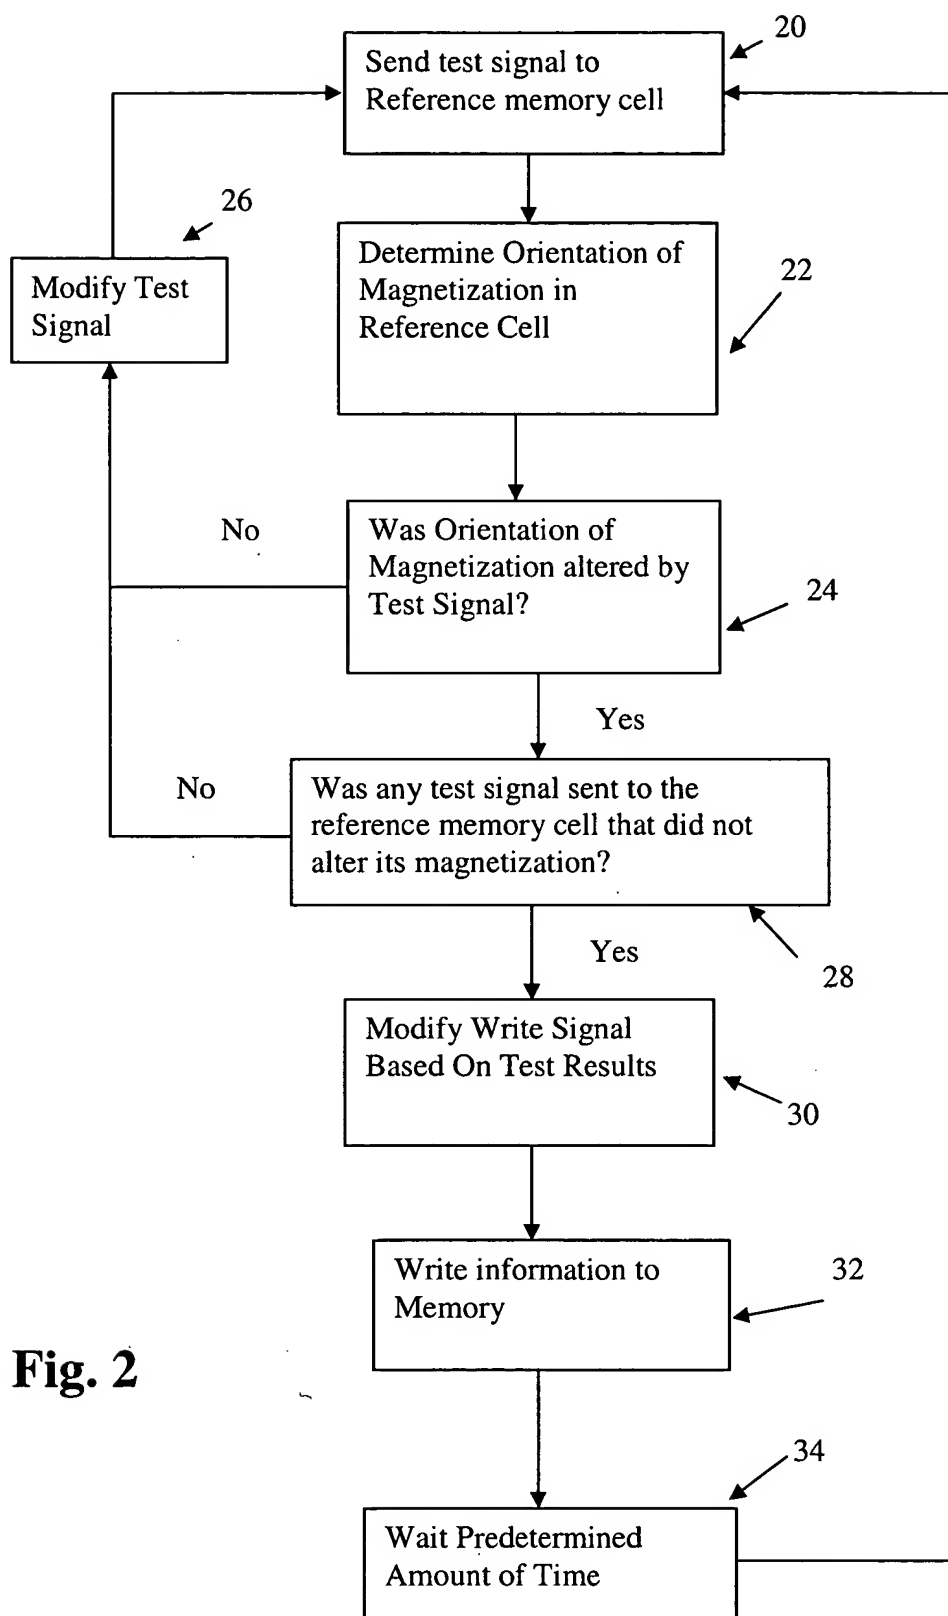 20
Send test signal to
Reference memory cell
26
Modify Test
Signal
Determine Orientation of
Magnetization in
Reference Cell
22
No
Was Orientation of
Magnetization altered by
Test Signal?
24
Yes
No
Was any test signal sent to the
reference memory cell that did not
alter its magnetization?
28
Yes
Modify Write Signal
Based On Test Results
30
Write information to
Memory
32
Fig. 2
34
Wait Predetermined
Amount of Time